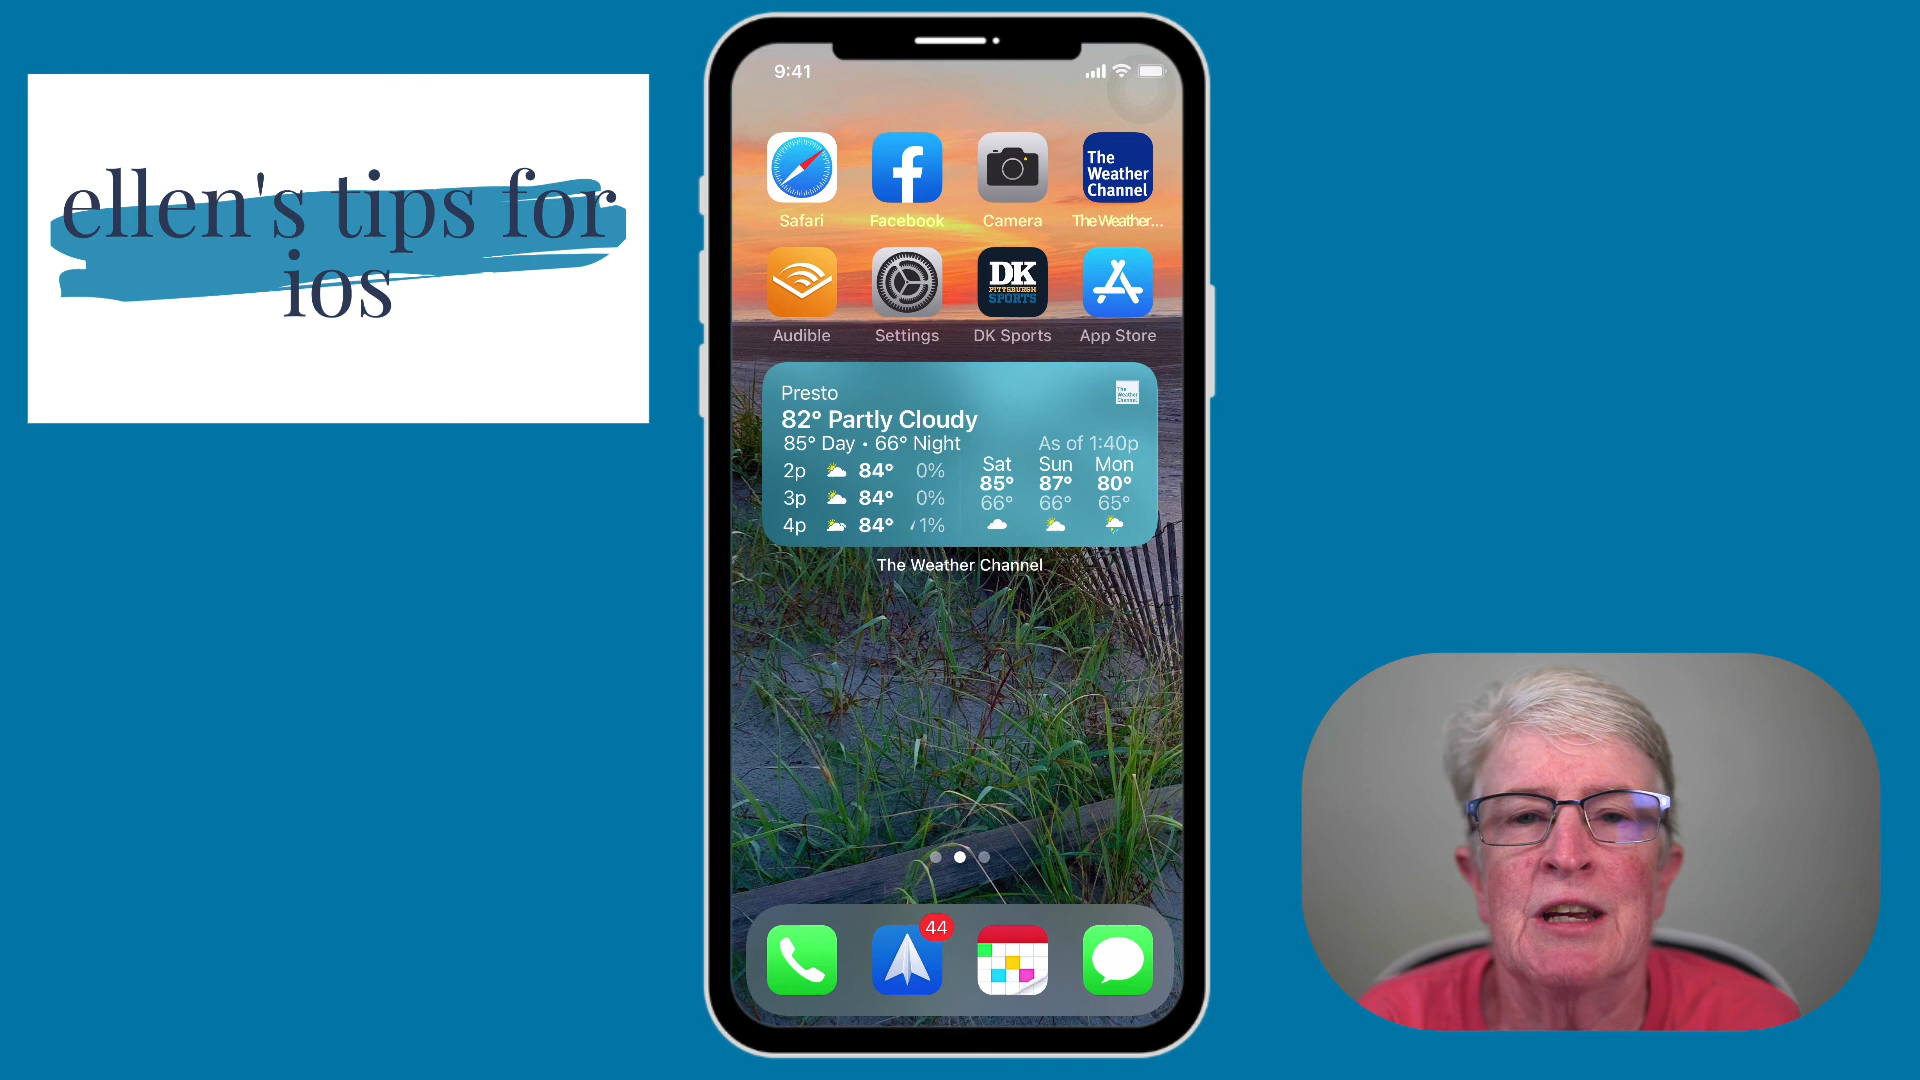 ellen's tips for
ios
9:41
The
Weather
Channel
Safari
Facebook
Camera
The Weather...
DK
PITTSBURGH
SPORTS
Audible
Settings
DK Sports
App Store
Presto
The
Weather
Channel
82° Partly Cloudy
85° Day • 66° Night
As of 1:40p
2p 84° 0%
3p 84° 0%
4p 84° 1%
Sat Sun Mon
85° 87° 80°
66° 66° 65°
The Weather Channel
44